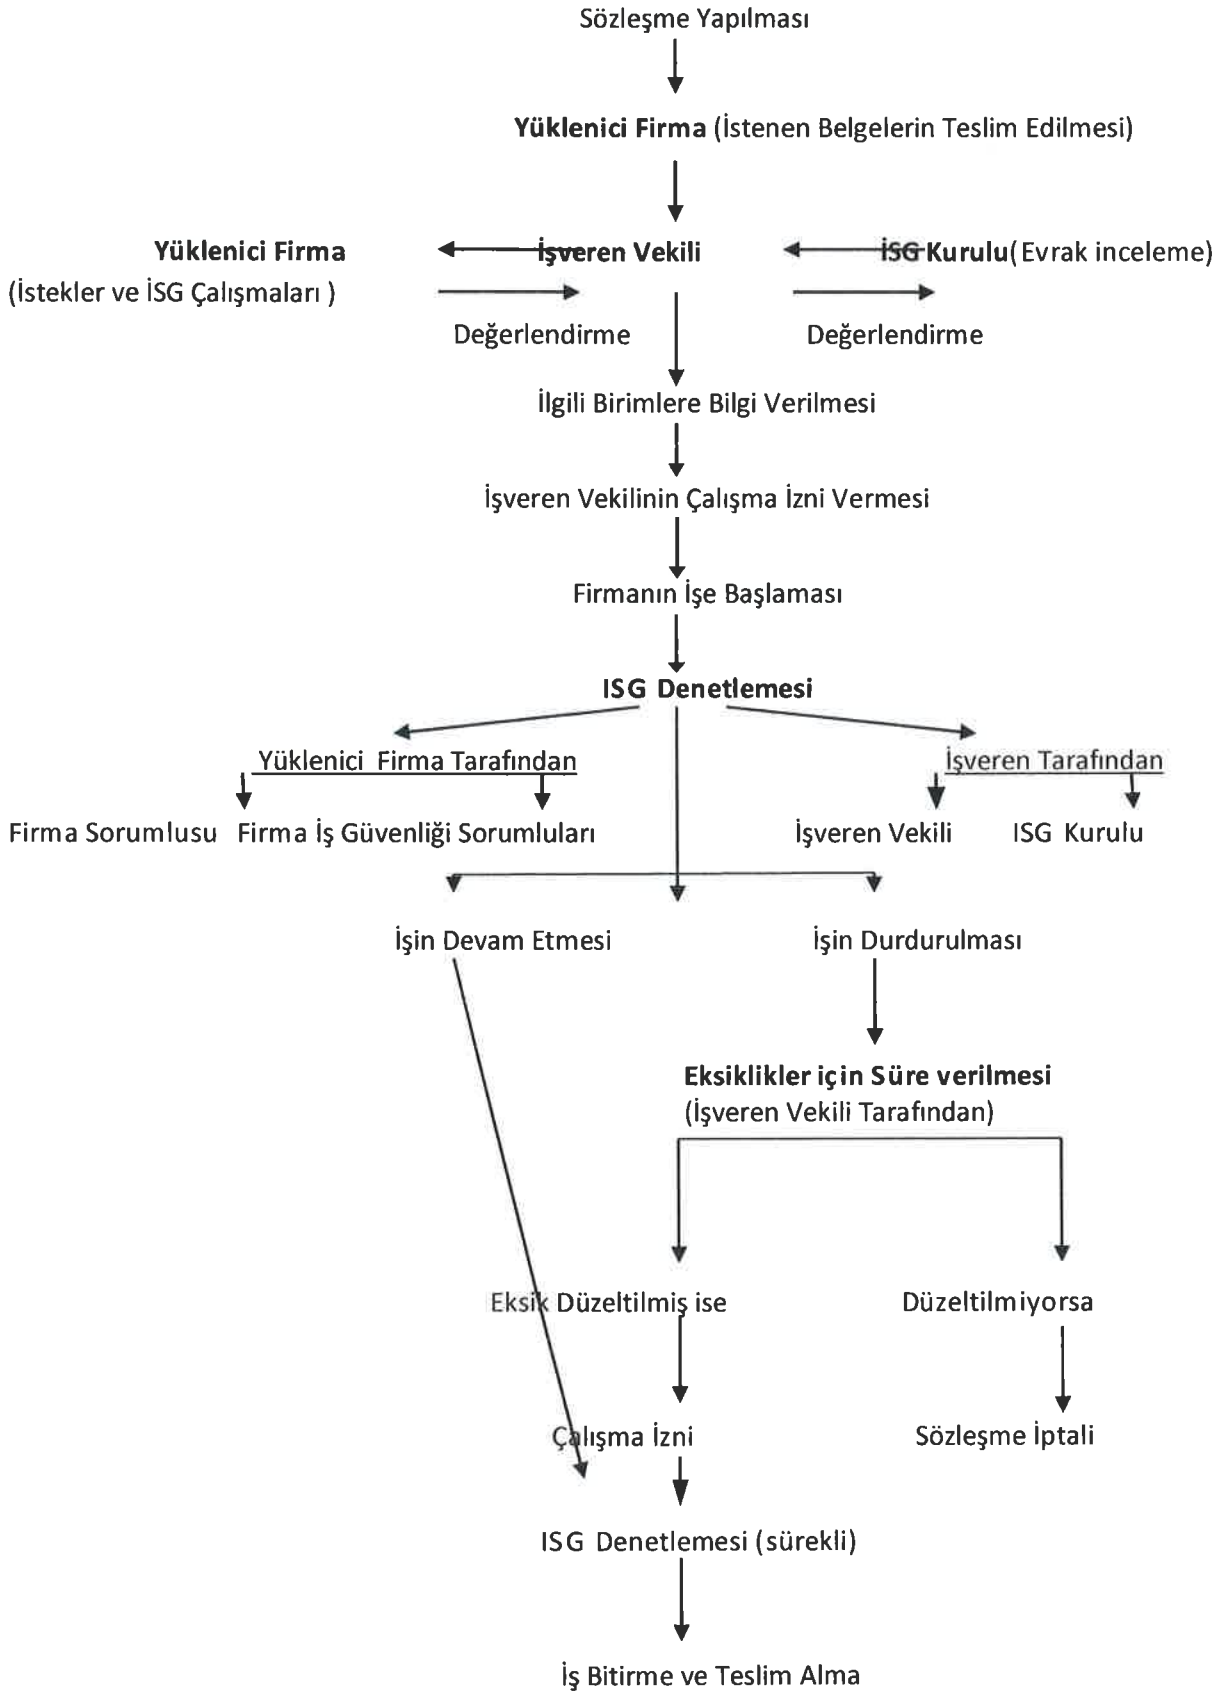 Sözleşme Yapılması
Yüklenici Firma (İstenen Belgelerin Teslim Edilmesi)
Yüklenici Firma İşveren Vekili İSG Kurulu(Evrak inceleme)
(İstekler ve İSG Çalışmaları )
Değerlendirme Değerlendirme
İlgili Birimlere Bilgi Verilmesi
İşveren Vekilinin Çalışma İzni Vermesi
Firmanın İşe Başlaması
ISG Denetlemesi
Yüklenici Firma Tarafından İşveren Tarafından
Firma Sorumlusu Firma İş Güvenliği Sorumluları İşveren Vekili ISG Kurulu
İşin Devam Etmesi İşin Durdurulması
Eksiklikler için Süre verilmesi
(İşveren Vekili Tarafından)
Eksik Düzeltilmiş ise Düzeltilmiyorsa
Çalışma İzni Sözleşme İptali
ISG Denetlemesi (sürekli)
İş Bitirme ve Teslim Alma